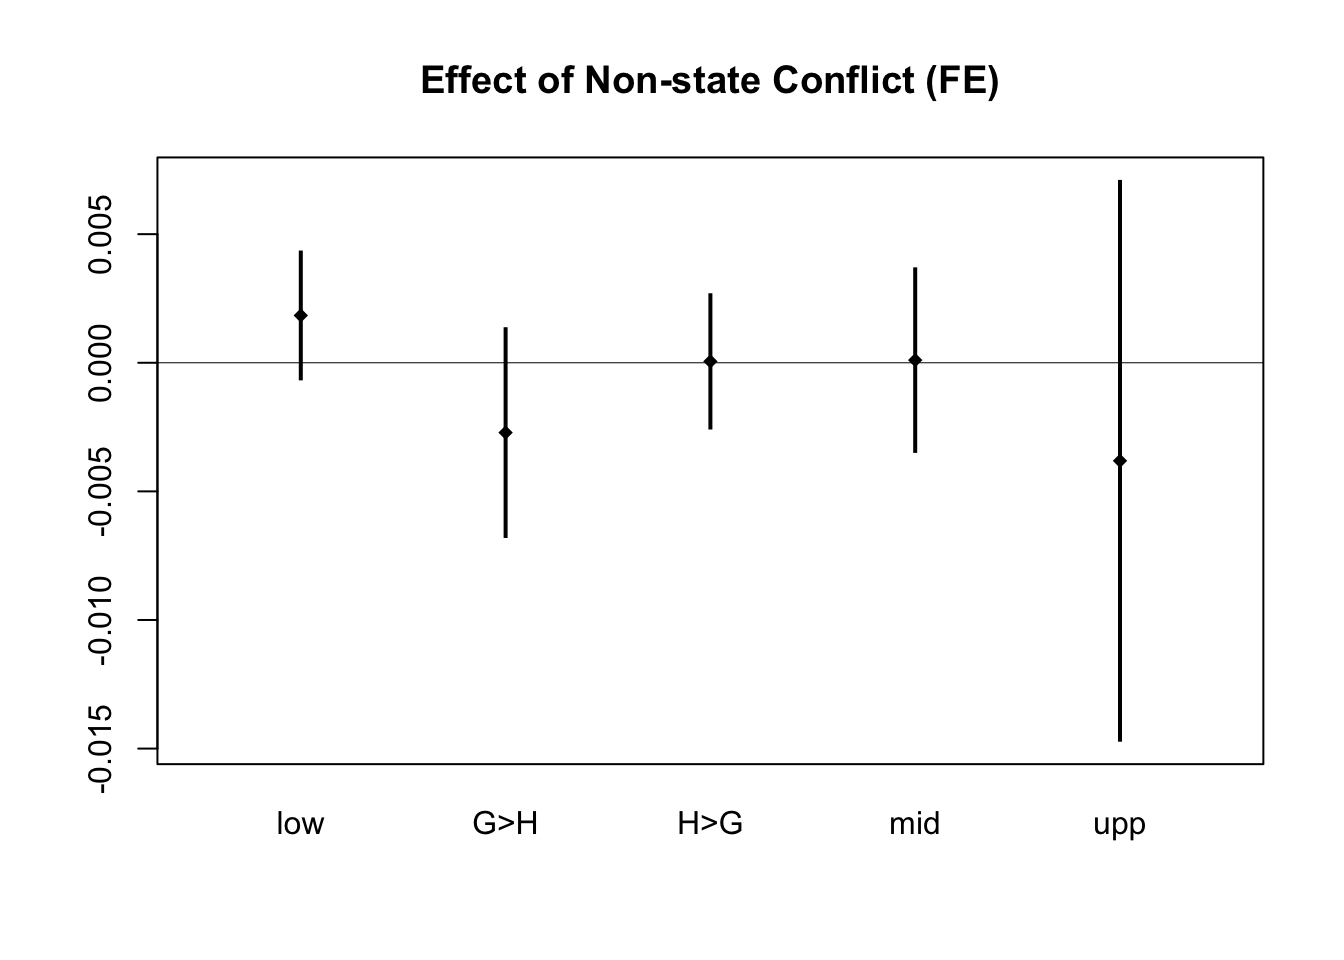 Effect of Non-state Conflict (FE)
0.005
0.000
-0.005
-0.010
-0.015
low G>H H>G mid upp